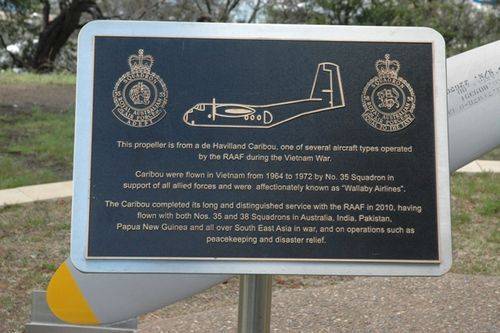 This propeller is from a de Havilland Caribou, one of several aircraft types operated
by the RAAF during the Vietnam War.
Caribou were flown in Vietnam from 1964 to 1972 by No. 35 Squadron in
support of all allied forces and were affectionately known as "Wallaby Airlines".
The Caribou completed its long and distinguished service with the RAAF in 2010, having
flown with both Nos. 35 and 38 Squadrons in Australia, India, Pakistan,
Papua New Guinea and all over South East Asia in war, and on operations such as
peacekeeping and disaster relief.